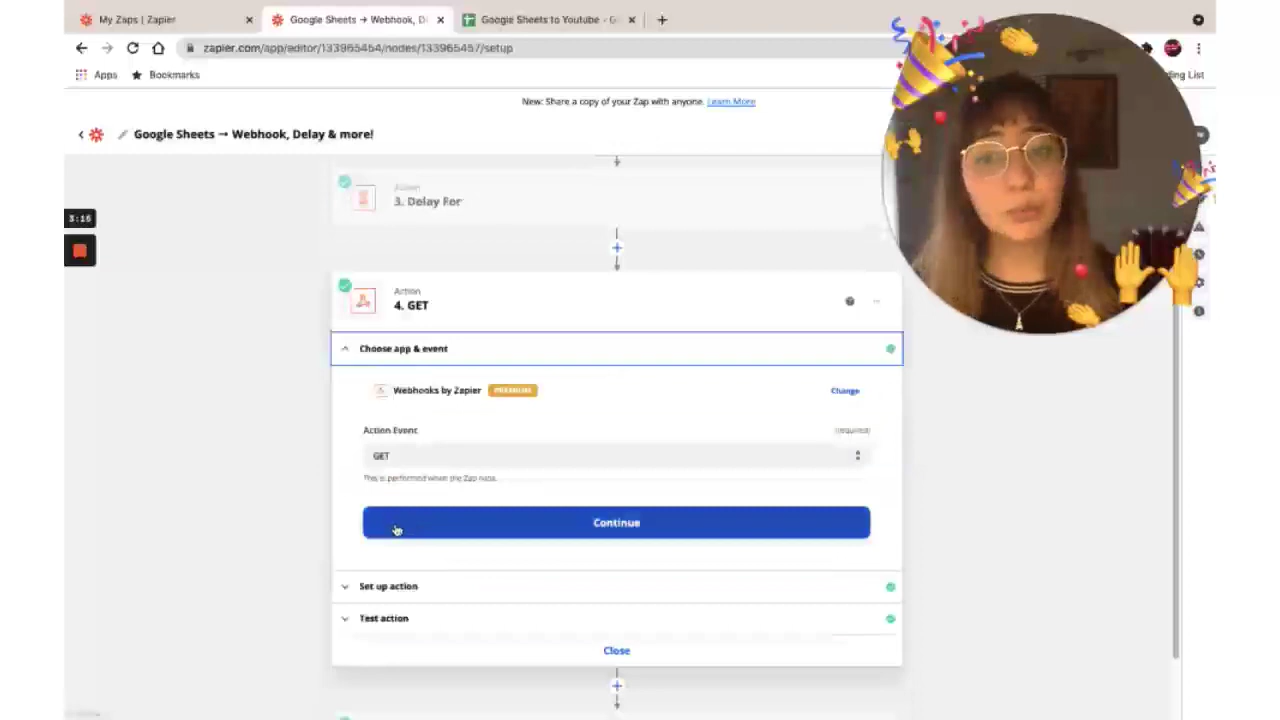 My Zaps | Zapier
Google Sheets → Webhook, D
Google Sheets to Youtube - G
zapier.com/app/editor/133965454/nodes/133965457/setup
Apps
Bookmarks
ding List
New: Share a copy of your Zap with anyone. Learn More
Google Sheets → Webhook, Delay & more!
Action
3. Delay For
3:16
Action
4. GET
Choose app & event
Webhooks by Zapier PREMIUM
Change
Action Event
(required)
GET
This is performed when the Zap runs.
Continue
Set up action
Test action
Close